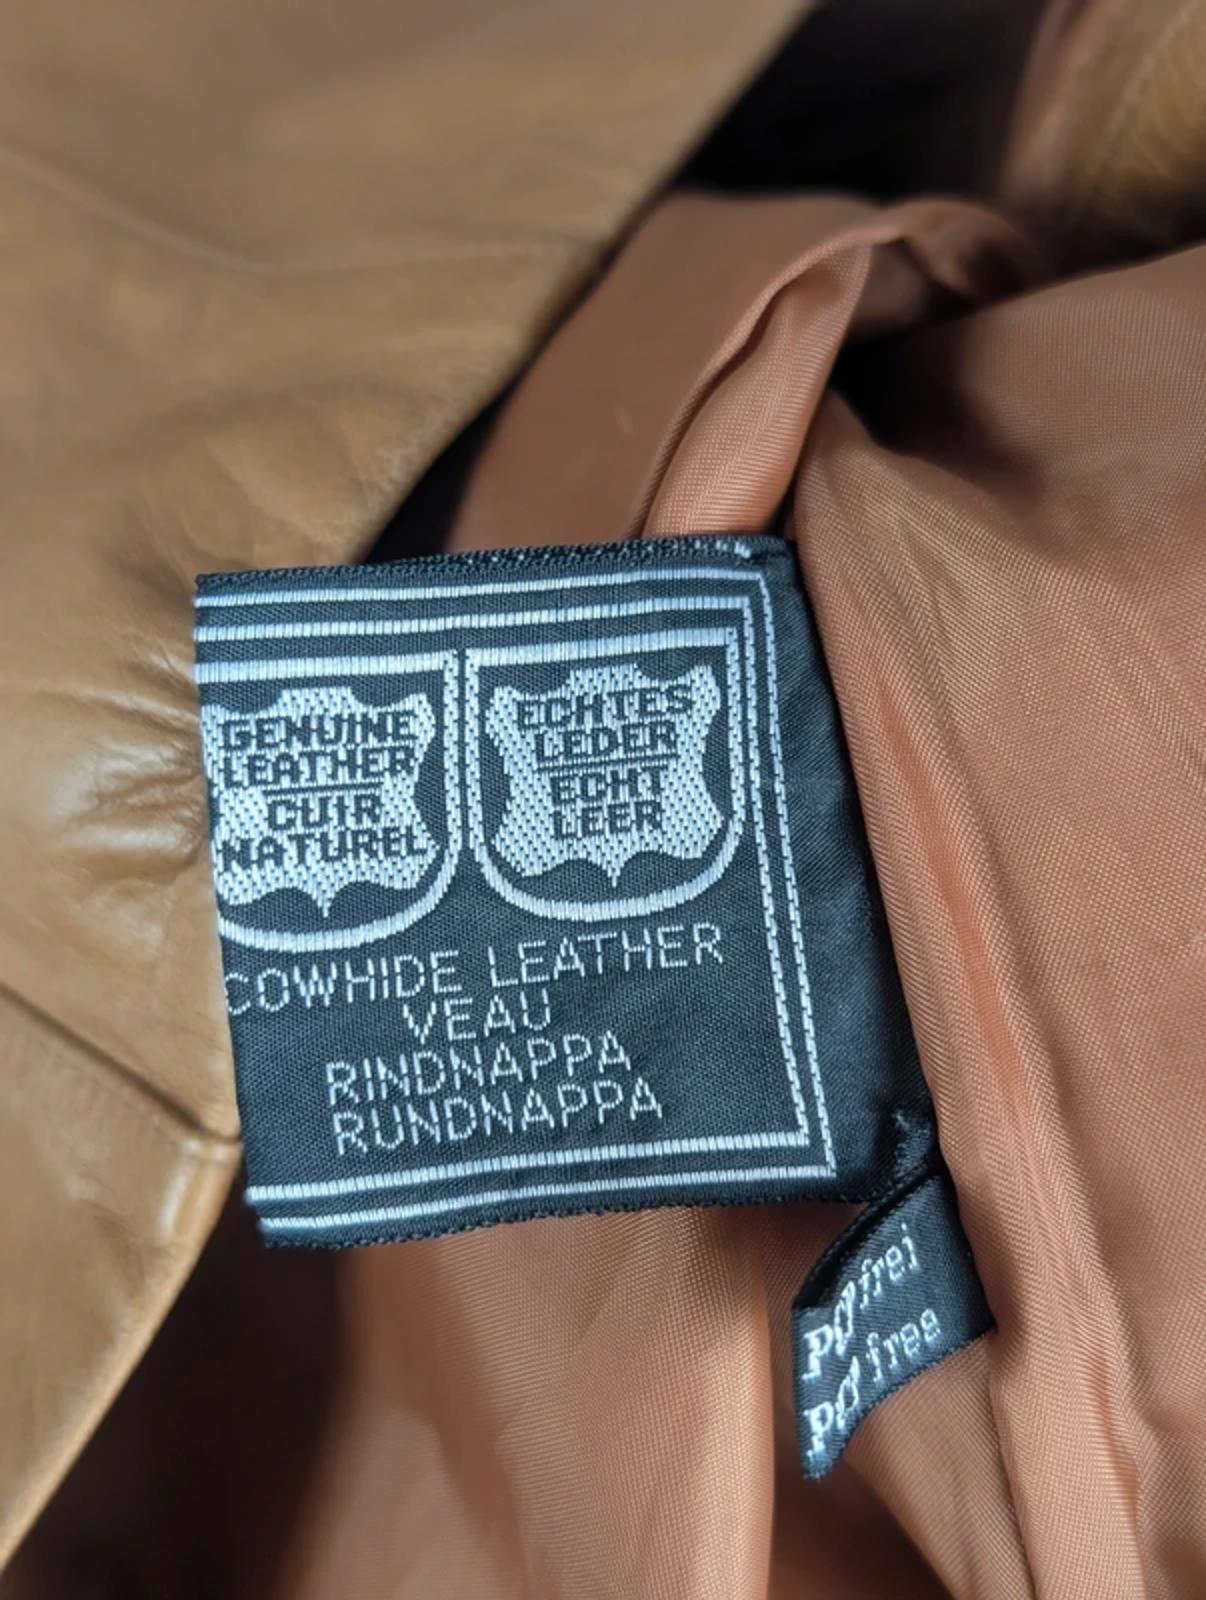 GENUINE
LEATHER
CUIR
NATUREL
ECHTES
LEDER
ECHT
LEER
COWHIDE LEATHER
VEAU
RINDNAPPA
RUNDNAPPA
frei
free